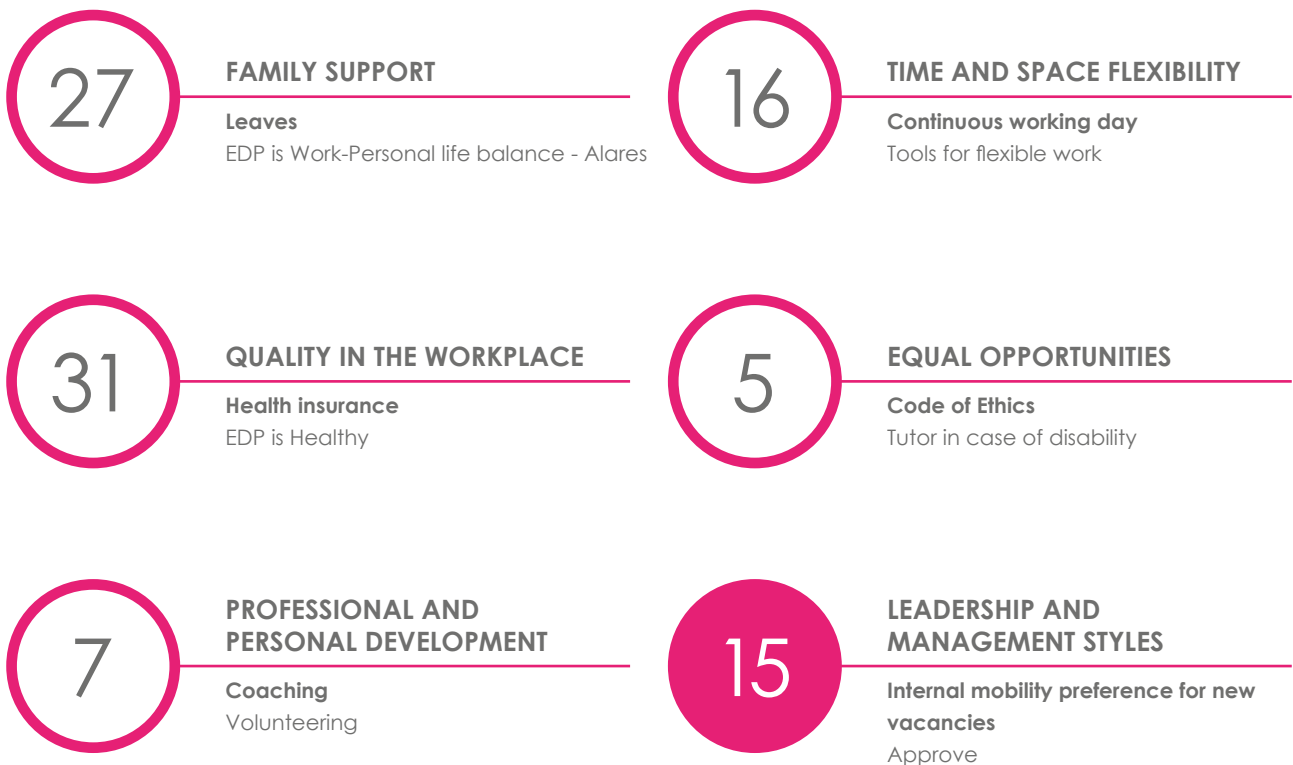 27
FAMILY SUPPORT
Leaves
EDP is Work-Personal life balance - Alares
16
TIME AND SPACE FLEXIBILITY
Continuous working day
Tools for flexible work
31
QUALITY IN THE WORKPLACE
Health insurance
EDP is Healthy
5
EQUAL OPPORTUNITIES
Code of Ethics
Tutor in case of disability
7
PROFESSIONAL AND
PERSONAL DEVELOPMENT
Coaching
Volunteering
15
LEADERSHIP AND
MANAGEMENT STYLES
Internal mobility preference for new
vacancies
Approve